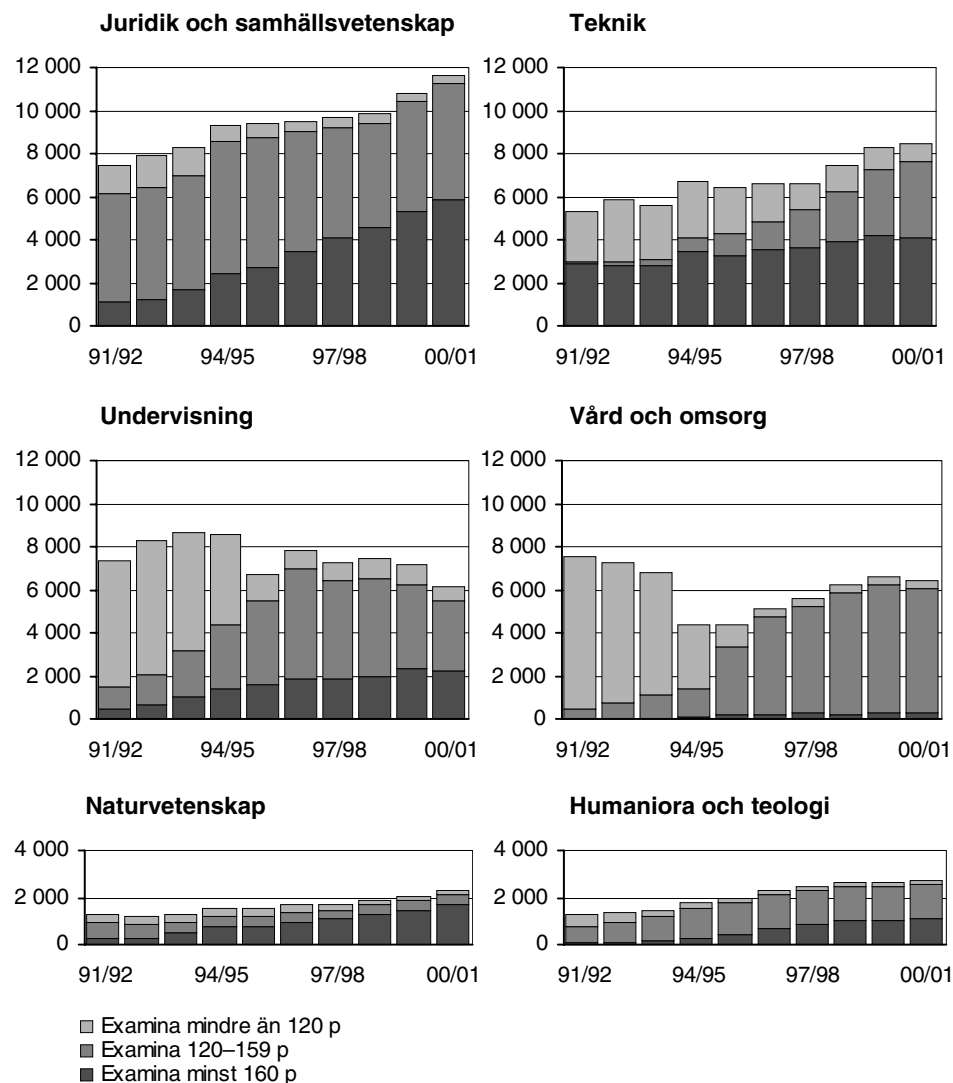 Juridik och samhällsvetenskap
12 000
10 000
8 000
6 000
4 000
2 000
0
91/92 94/95 97/98 00/01
Teknik
12 000
10 000
8 000
6 000
4 000
2 000
0
91/92 94/95 97/98 00/01
Undervisning
12 000
10 000
8 000
6 000
4 000
2 000
0
91/92 94/95 97/98 00/01
Vård och omsorg
12 000
10 000
8 000
6 000
4 000
2 000
0
91/92 94/95 97/98 00/01
Naturvetenskap
4 000
2 000
0
91/92 94/95 97/98 00/01
Humaniora och teologi
4 000
2 000
0
91/92 94/95 97/98 00/01
Examina mindre än 120 p
Examina 120–159 p
Examina minst 160 p